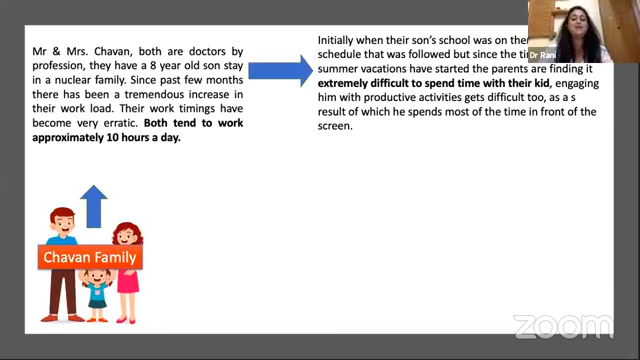 Mr & Mrs. Chavan, both are doctors by
profession, they have a 8 year old son stay
in a nuclear family. Since past few months
there has been a tremendous increase in
their work load. Their work timings have
become very erratic. Both tend to work
approximately 10 hours a day.
Initially when their son's school was on the
schedule that was followed but since the
summer vacations have started the parents are finding it
extremely difficult to spend time with their kid, engaging
him with productive activities gets difficult too, as a s
result of which he spends most of the time in front of the
screen.
Dr Rani
Chavan Family
zoom